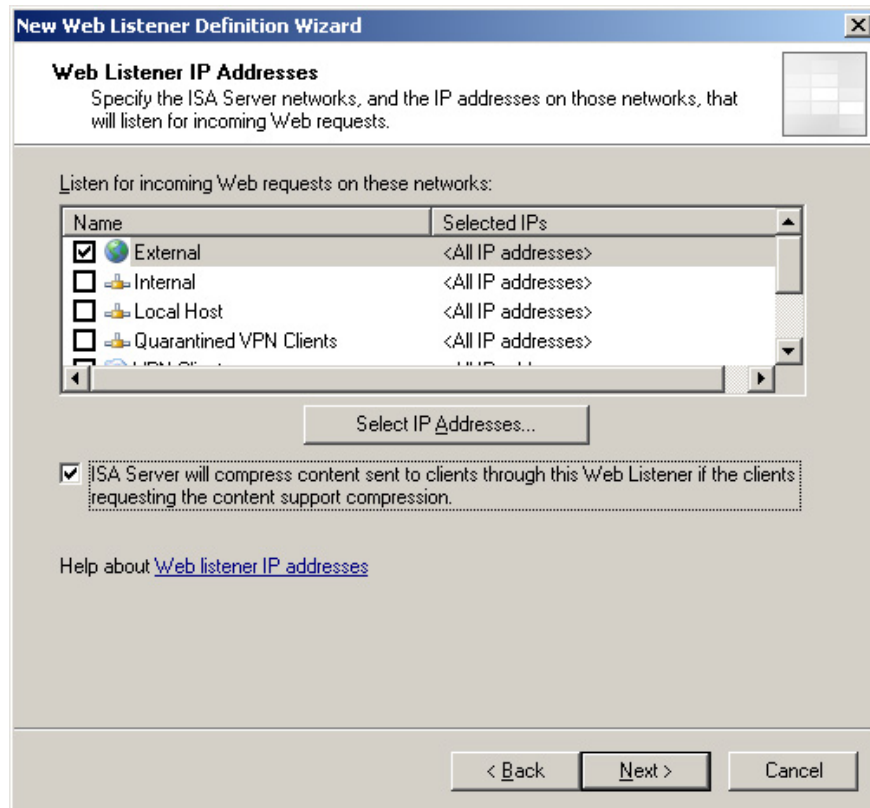 New Web Listener Definition Wizard
Web Listener IP Addresses
Specify the ISA Server networks, and the IP addresses on those networks, that
will listen for incoming Web requests.
Listen for incoming Web requests on these networks:
Name Selected IPs
External <All IP addresses>
Internal <All IP addresses>
Local Host <All IP addresses>
Quarantined VPN Clients <All IP addresses>
Select IP Addresses...
ISA Server will compress content sent to clients through this Web Listener if the clients
requesting the content support compression.
Help about Web listener IP addresses
< Back Next > Cancel